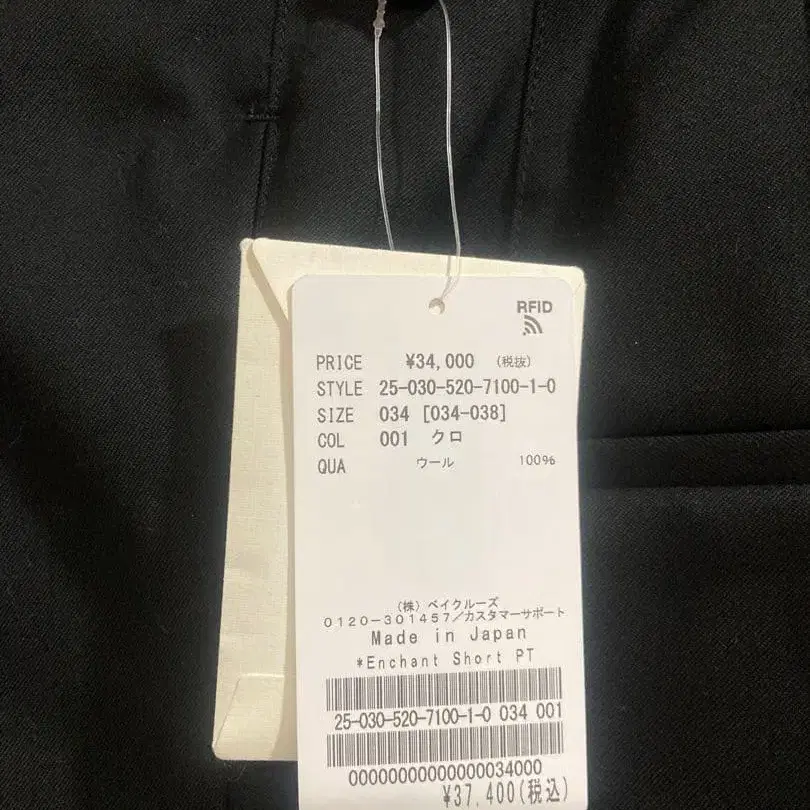 RFID
PRICE ¥34,000 (税抜)
STYLE 25-030-520-7100-1-0
SIZE 034 [034-038]
COL 001 クロ
QUA ウール 100%
(株) ベイクルーズ
0120-301457/カスタマーサポート
Made in Japan
*Enchant Short PT
25-030-520-7100-1-0 034 001
00000000000000034000
¥37,400(税込)